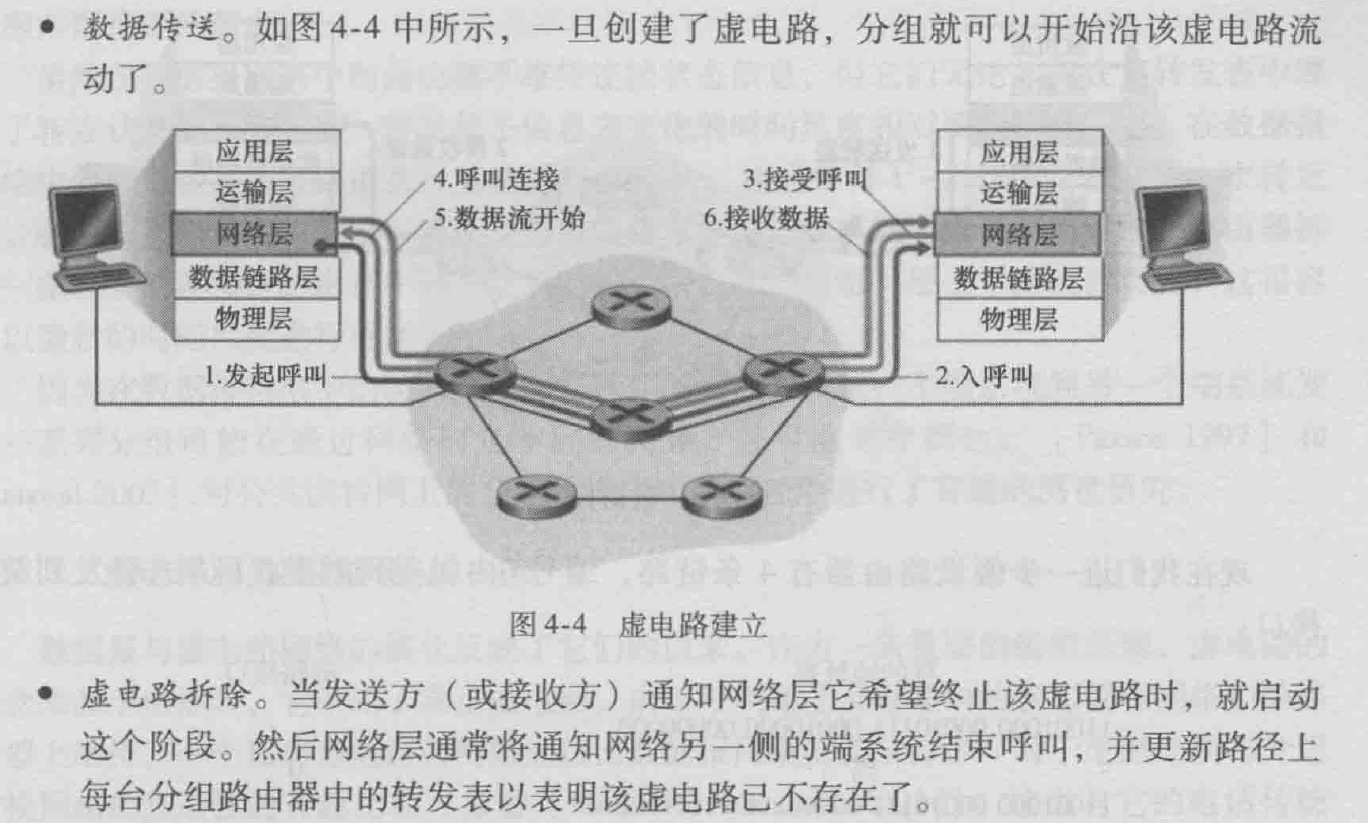 • 数据传送。如图4-4中所示，一旦创建了虚电路，分组就可以开始沿该虚电路流
动了。
应用层
运输层
网络层
数据链路层
物理层
4.呼叫连接
5.数据流开始
3.接受呼叫
6.接收数据
应用层
运输层
网络层
数据链路层
物理层
1.发起呼叫
2.入呼叫
图4-4 虚电路建立
• 虚电路拆除。当发送方（或接收方）通知网络层它希望终止该虚电路时，就启动
这个阶段。然后网络层通常将通知网络另一侧的端系统结束呼叫，并更新路径上
每台分组路由器中的转发表以表明该虚电路已不存在了。